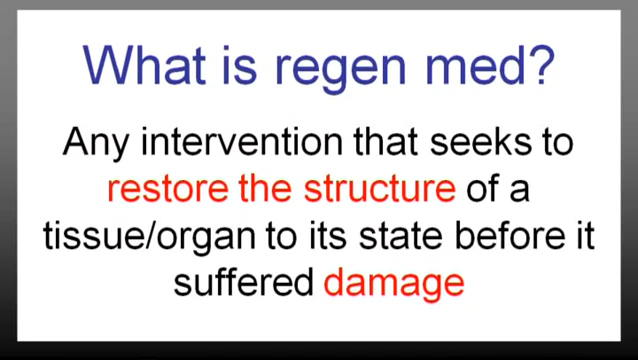 What is regen med?
Any intervention that seeks to
restore the structure of a
tissue/organ to its state before it
suffered damage